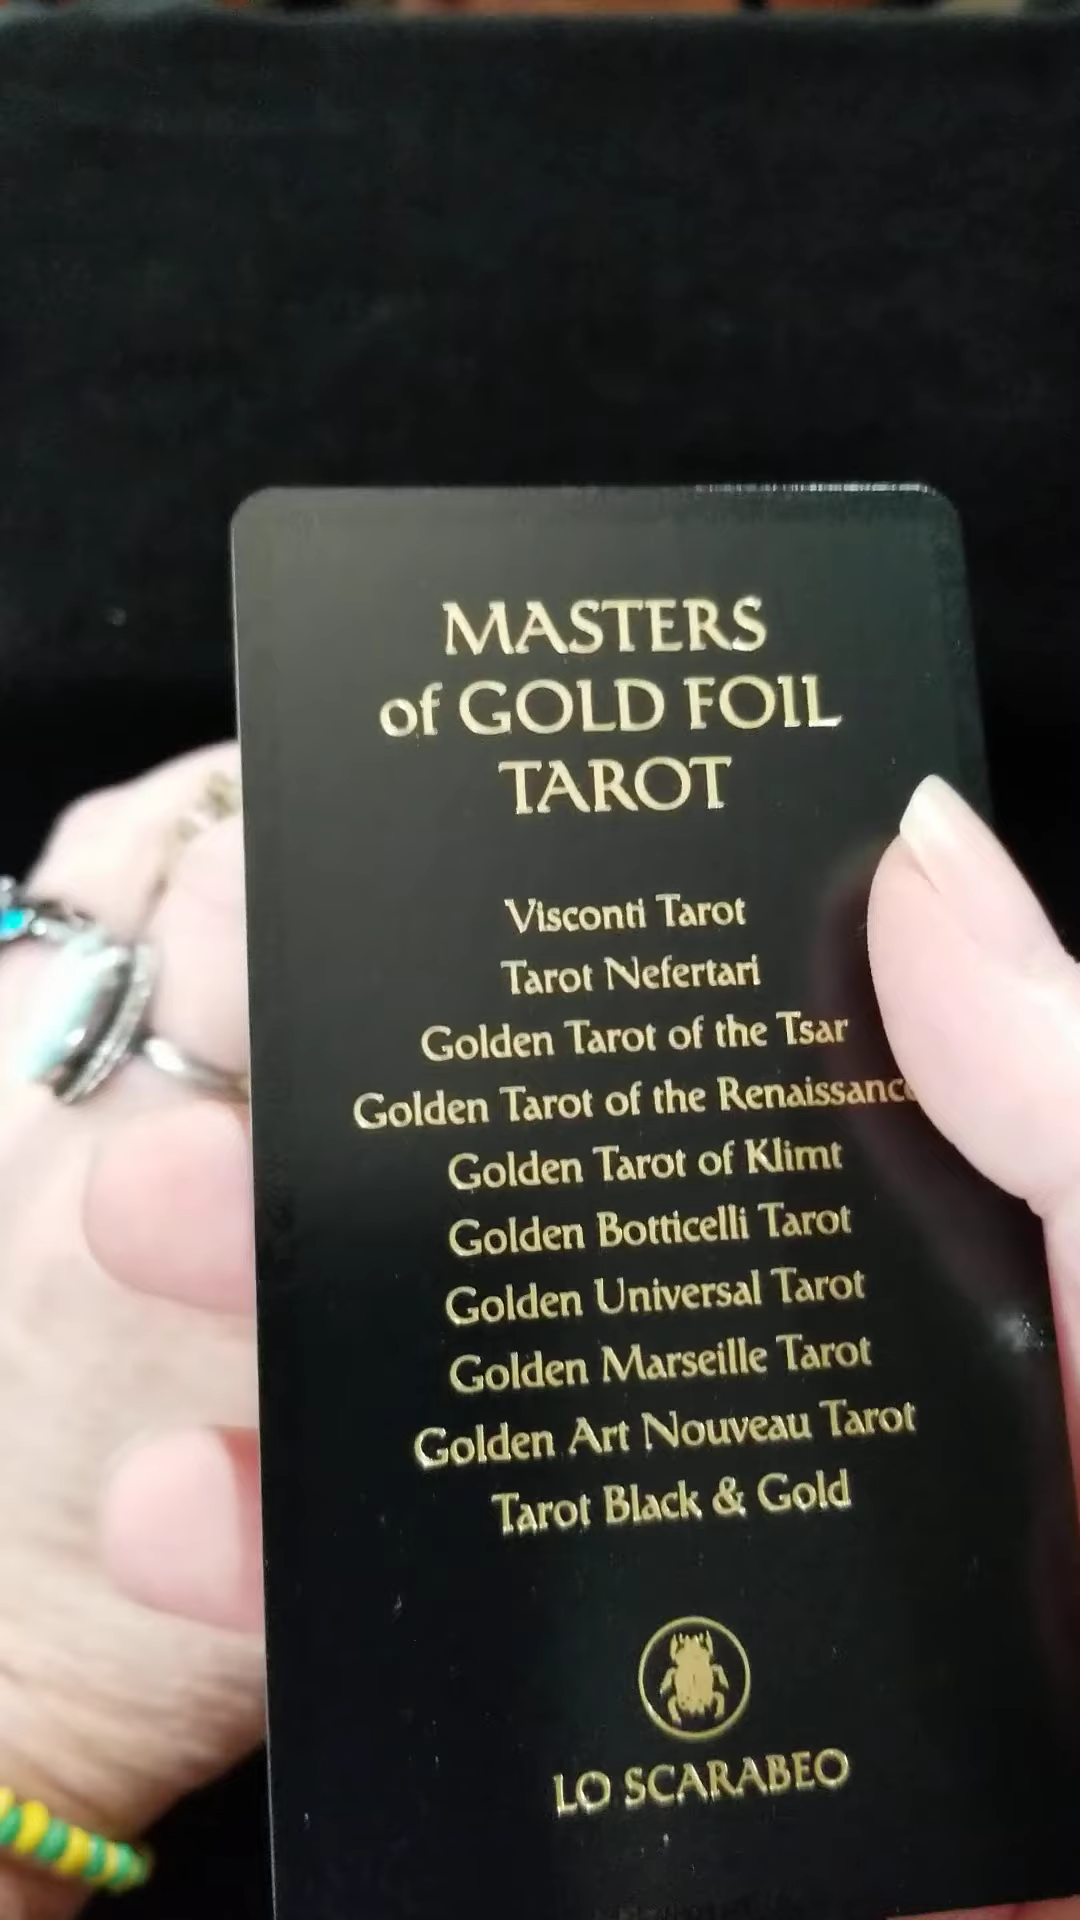 MASTERS
of GOLD FOIL
TAROT
Visconti Tarot
Tarot Nefertari
Golden Tarot of the Tsar
Golden Tarot of the Renaissance
Golden Tarot of Klimt
Golden Botticelli Tarot
Golden Universal Tarot
Golden Marseille Tarot
Golden Art Nouveau Tarot
Tarot Black & Gold
LO SCARABEO